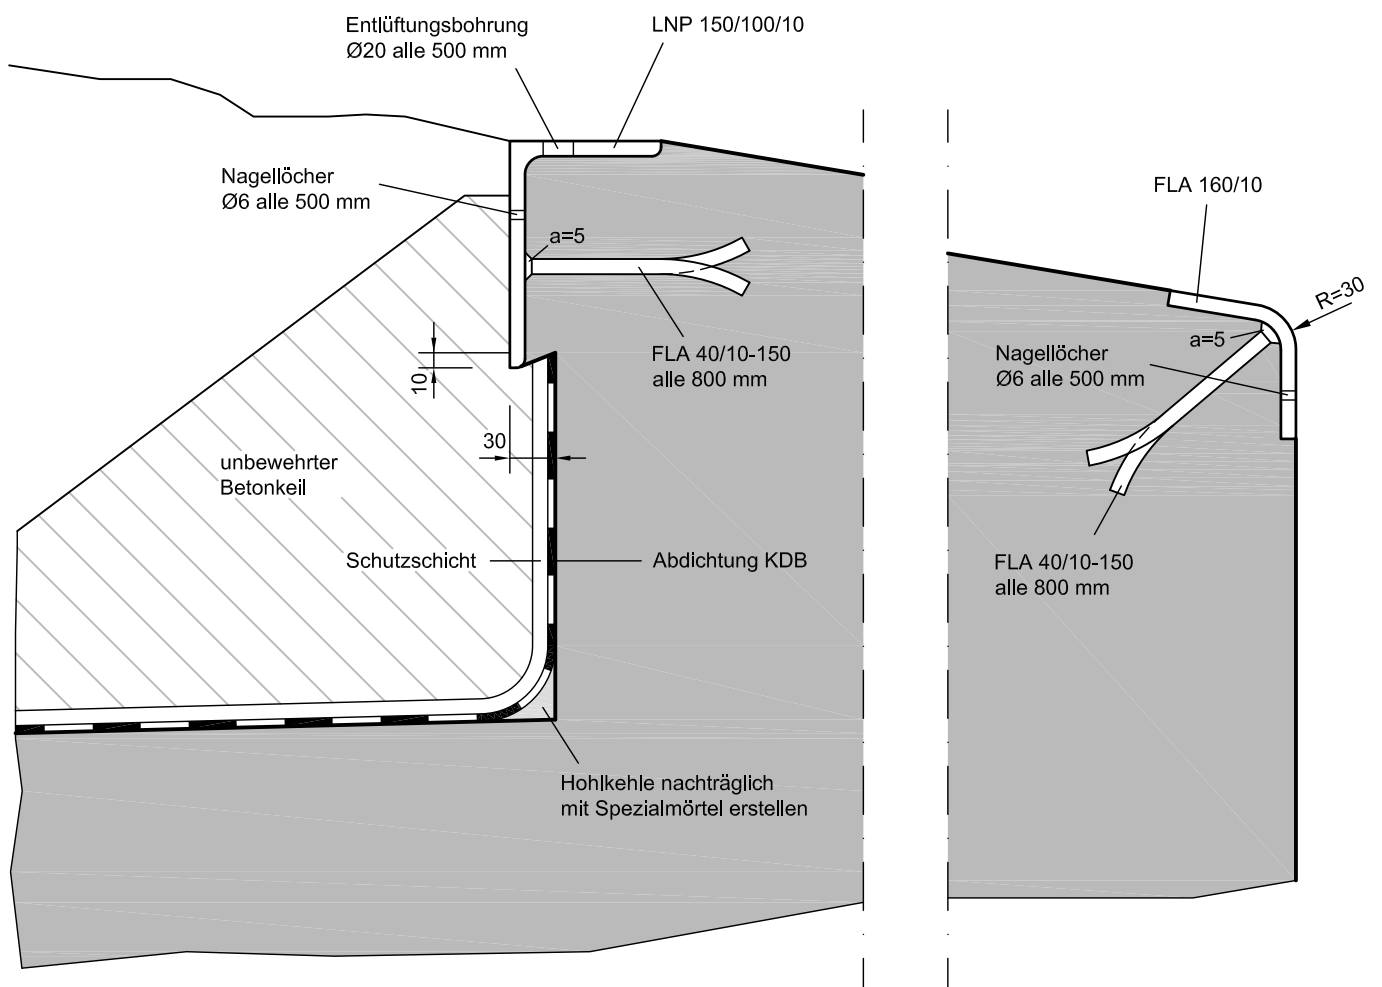 Entlüftungsbohrung
Ø20 alle 500 mm
LNP 150/100/10
Nagellöcher
Ø6 alle 500 mm
FLA 160/10
a=5
R=30
a=5
FLA 40/10-150
alle 800 mm
Nagellöcher
Ø6 alle 500 mm
10
30
unbewehrter
Betonkeil
Schutzschicht
Abdichtung KDB
FLA 40/10-150
alle 800 mm
Hohlkehle nachträglich
mit Spezialmörtel erstellen